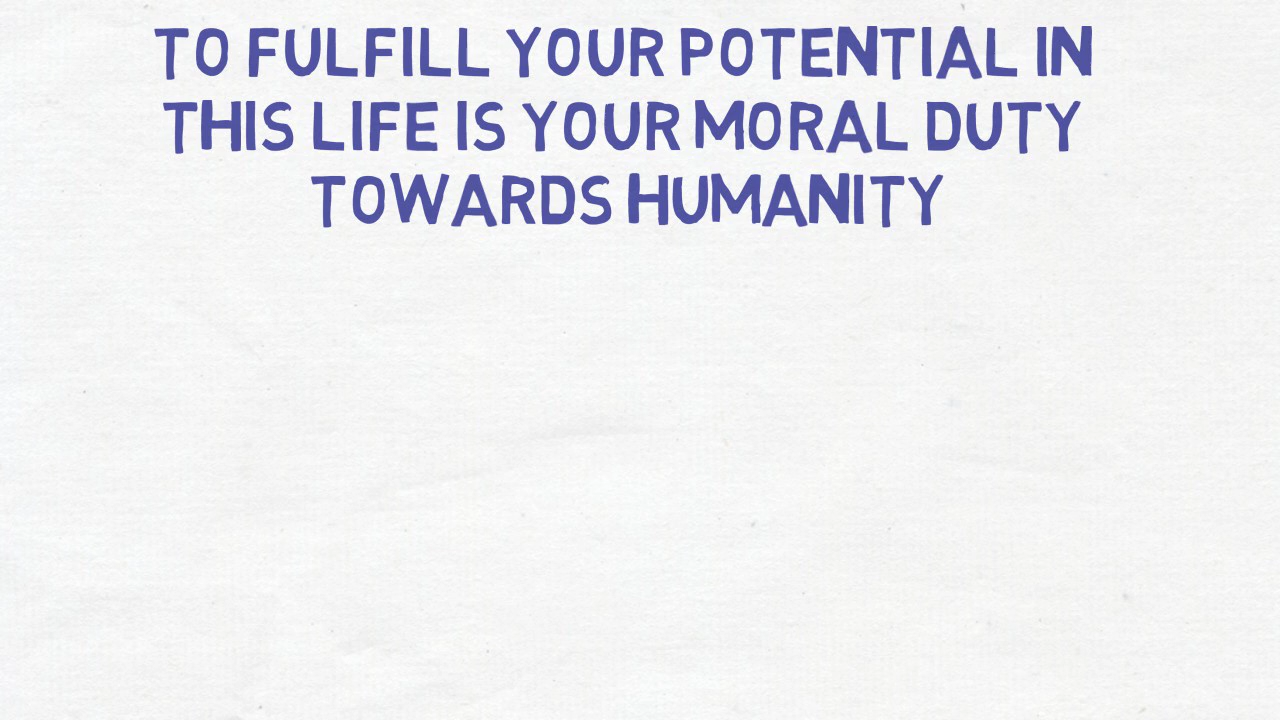 TO FULFILL YOUR POTENTIAL IN
THIS LIFE IS YOUR MORAL DUTY
TOWARDS HUMANITY